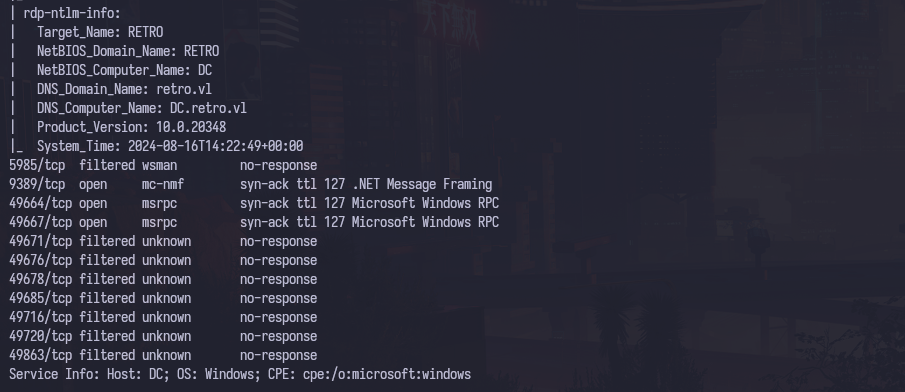 | rdp-ntlm-info:
|   Target_Name: RETRO
|   NetBIOS_Domain_Name: RETRO
|   NetBIOS_Computer_Name: DC
|   DNS_Domain_Name: retro.vl
|   DNS_Computer_Name: DC.retro.vl
|   Product_Version: 10.0.20348
|_  System_Time: 2024-08-16T14:22:49+00:00
5985/tcp  filtered wsman         no-response
9389/tcp  open     mc-nmf        syn-ack ttl 127 .NET Message Framing
49664/tcp open     msrpc         syn-ack ttl 127 Microsoft Windows RPC
49667/tcp open     msrpc         syn-ack ttl 127 Microsoft Windows RPC
49671/tcp filtered unknown       no-response
49676/tcp filtered unknown       no-response
49678/tcp filtered unknown       no-response
49685/tcp filtered unknown       no-response
49716/tcp filtered unknown       no-response
49720/tcp filtered unknown       no-response
49863/tcp filtered unknown       no-response
Service Info: Host: DC; OS: Windows; CPE: cpe:/o:microsoft:windows